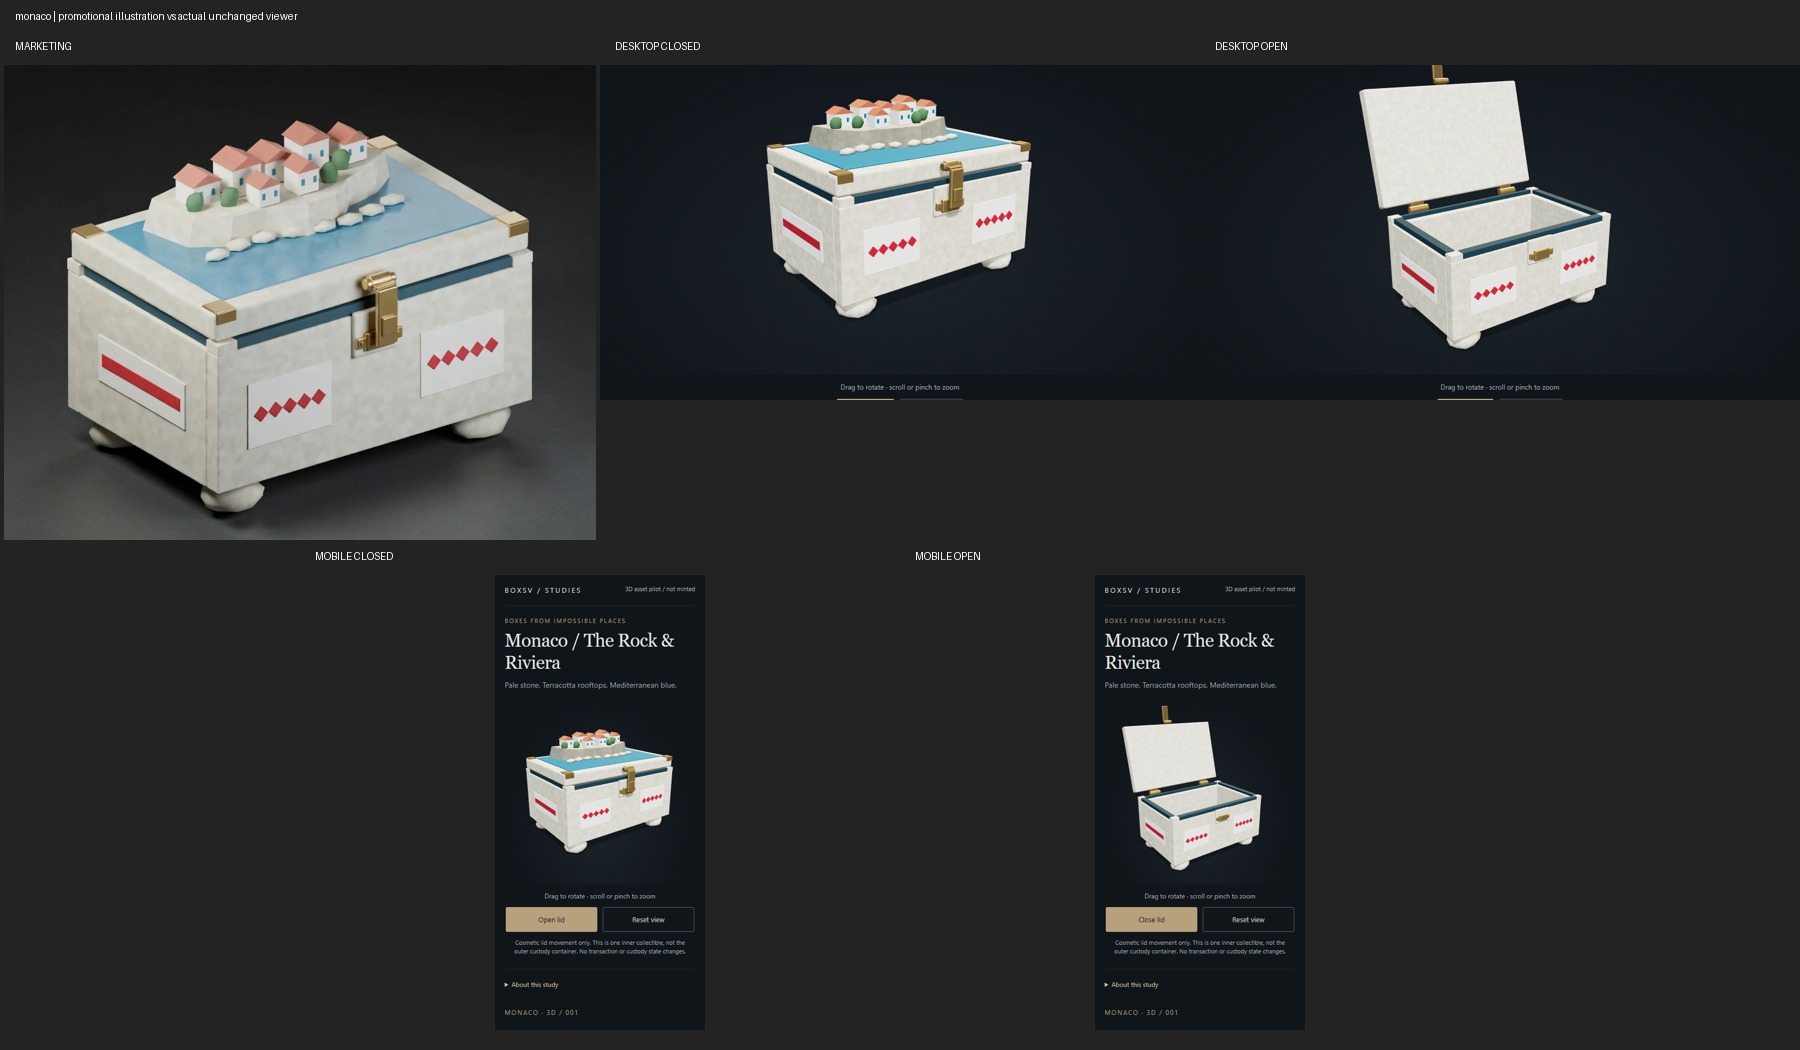 monaco | promotional illustration vs actual unchanged viewer
MARKETING
DESKTOP CLOSED
DESKTOP OPEN
Drag to rotate · scroll or pinch to zoom
Drag to rotate · scroll or pinch to zoom
MOBILE CLOSED
MOBILE OPEN
BOXSV / STUDIES
3D asset pilot / not minted
BOXES FROM IMPOSSIBLE PLACES
Monaco / The Rock &
Riviera
Pale stone. Terracotta rooftops. Mediterranean blue.
Drag to rotate · scroll or pinch to zoom
Open lid
Reset view
Cosmetic lid movement only. This is one inner collectible, not the
outer custody container. No transaction or custody state changes.
▶ About this study
MONACO · 3D / 001
BOXSV / STUDIES
3D asset pilot / not minted
BOXES FROM IMPOSSIBLE PLACES
Monaco / The Rock &
Riviera
Pale stone. Terracotta rooftops. Mediterranean blue.
Drag to rotate · scroll or pinch to zoom
Close lid
Reset view
Cosmetic lid movement only. This is one inner collectible, not the
outer custody container. No transaction or custody state changes.
▶ About this study
MONACO · 3D / 001